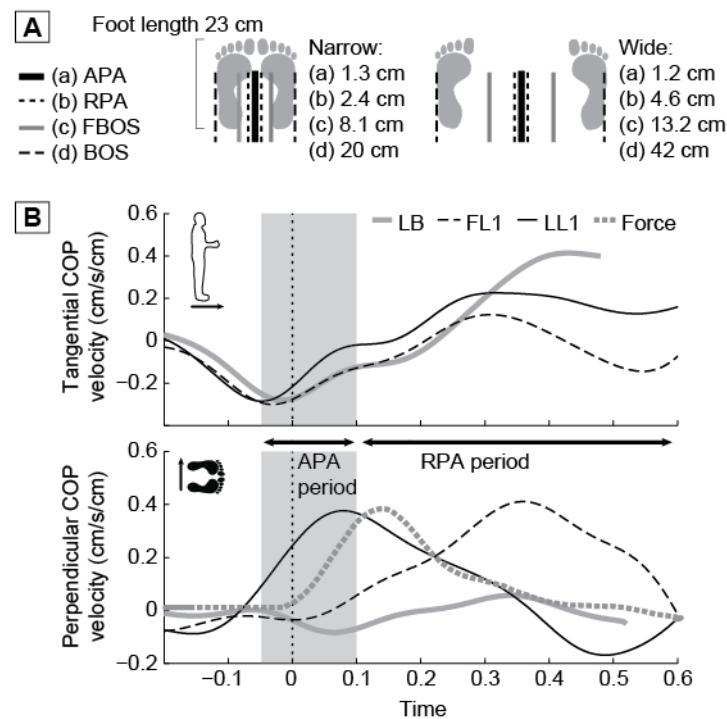 A
Foot length 23 cm
(a) APA
(b) RPA
(c) FBOS
(d) BOS
Narrow:
(a) 1.3 cm
(b) 2.4 cm
(c) 8.1 cm
(d) 20 cm
Wide:
(a) 1.2 cm
(b) 4.6 cm
(c) 13.2 cm
(d) 42 cm
B
LB FL1 LL1 Force
Tangential COP
velocity (cm/s/cm)
0.6
0.4
0.2
0
−0.2
APA
period
RPA period
Perpendicular COP
velocity (cm/s/cm)
0.6
0.4
0.2
0
−0.2
−0.1 0 0.1 0.2 0.3 0.4 0.5 0.6
Time